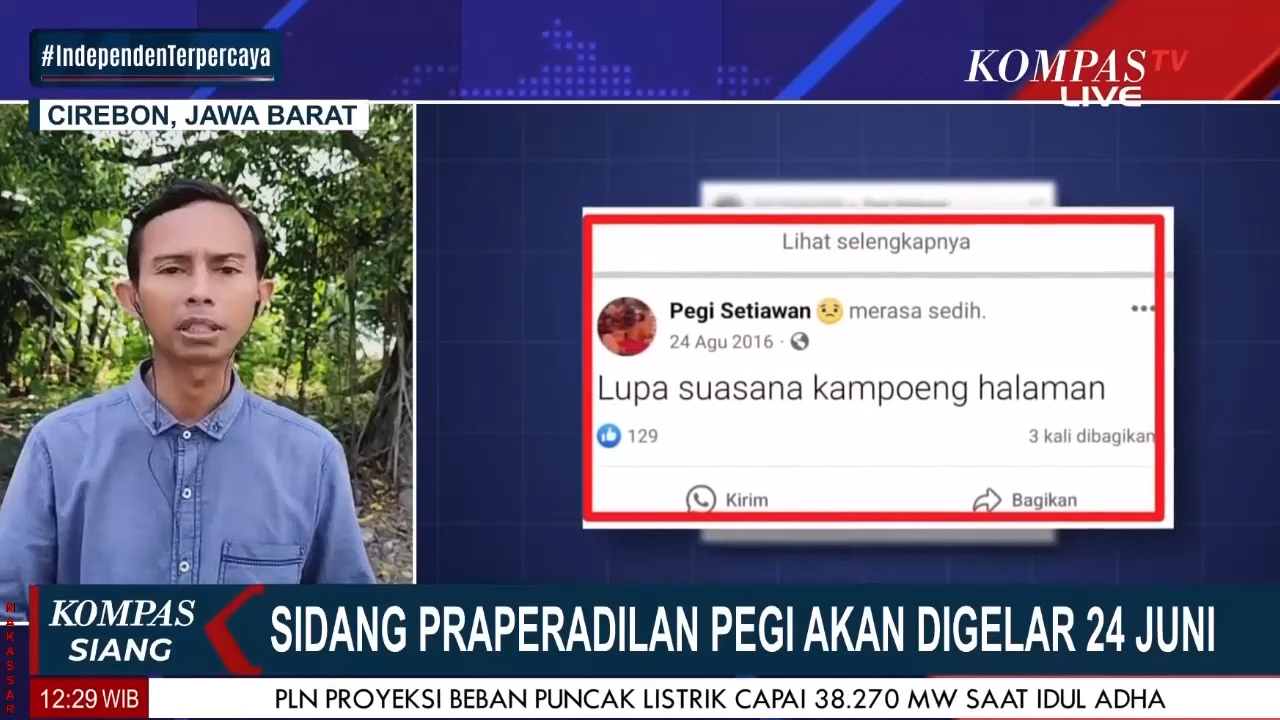 #IndependenTerpercaya
KOMPAS TV
LIVE
CIREBON, JAWA BARAT
Lihat selengkapnya
Pegi Setiawan 😟 merasa sedih.
24 Agu 2016 ·
Lupa suasana kampoeng halaman
129
3 kali dibagikan
Kirim
Bagikan
KOMPAS
SIANG
SIDANG PRAPERADILAN PEGI AKAN DIGELAR 24 JUNI
MAKASSAR
12:29 WIB
PLN PROYEKSI BEBAN PUNCAK LISTRIK CAPAI 38.270 MW SAAT IDUL ADHA